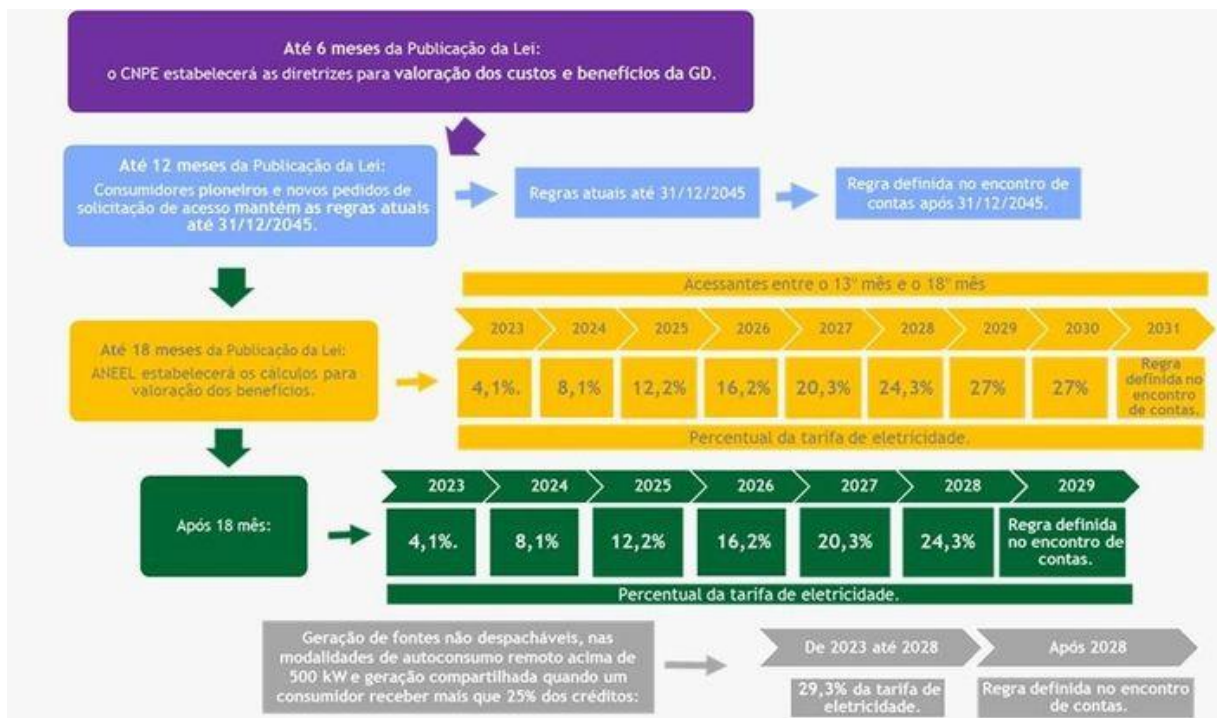 Até 6 meses da Publicação da Lei:
o CNPE estabelecerá as diretrizes para valoração dos custos e benefícios da GD.
Até 12 meses da Publicação da Lei:
Consumidores pioneiros e novos pedidos de
solicitação de acesso mantém as regras atuais
até 31/12/2045.
Regras atuais até 31/12/2045
Regra definida no encontro de
contas após 31/12/2045.
Acessantes entre o 13º mês e o 18º mês
Até 18 meses da Publicação da Lei:
ANEEL estabelecerá os cálculos para
valoração dos benefícios.
2023 2024 2025 2026 2027 2028 2029 2030 2031
4,1%. 8,1% 12,2% 16,2% 20,3% 24,3% 27% 27%
Regra
definida no
encontro
de contas.
Percentual da tarifa de eletricidade.
Após 18 mês:
2023 2024 2025 2026 2027 2028 2029
4,1%. 8,1% 12,2% 16,2% 20,3% 24,3%
Regra definida
no encontro de
contas.
Percentual da tarifa de eletricidade.
Geração de fontes não despacháveis, nas
modalidades de autoconsumo remoto acima de
500 kW e geração compartilhada quando um
consumidor receber mais que 25% dos créditos:
De 2023 até 2028
Após 2028
29,3% da tarifa de
eletricidade.
Regra definida no encontro
de contas.